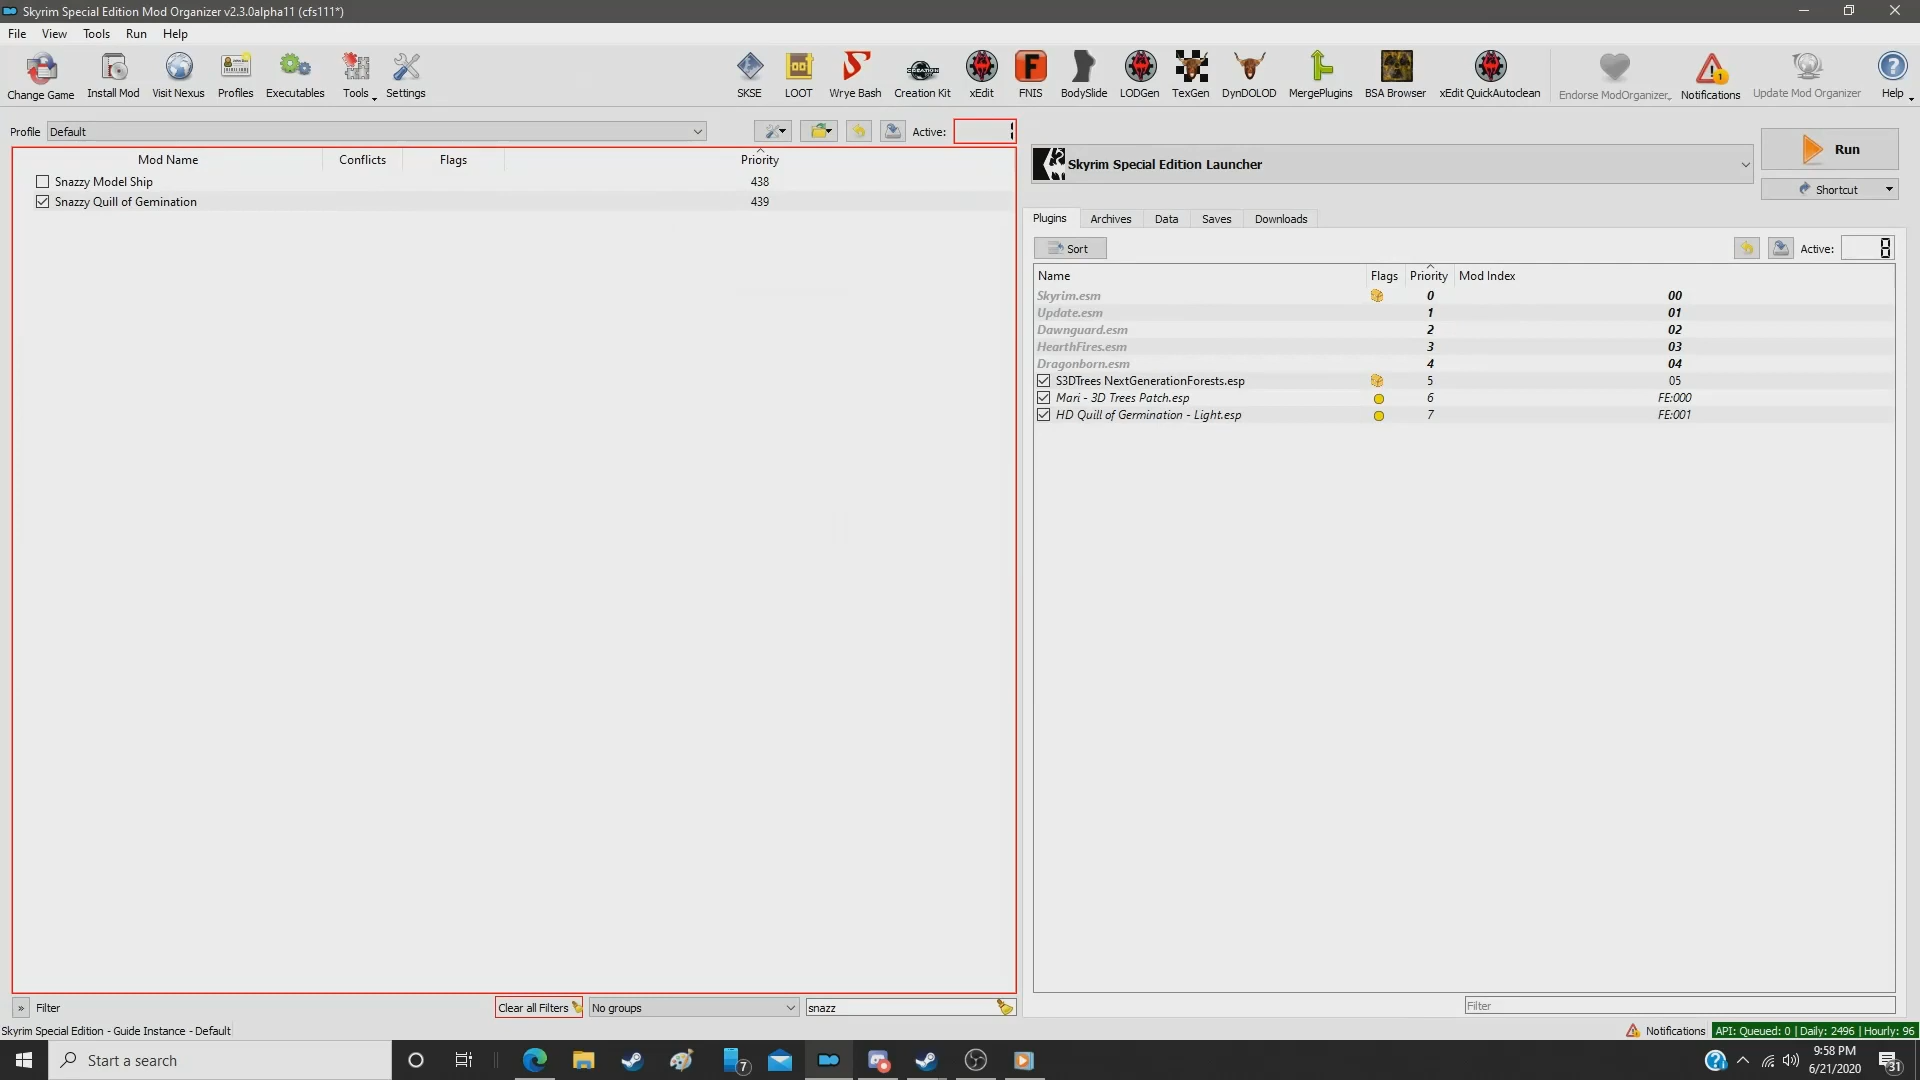 Skyrim Special Edition Mod Organizer v2.3.0alpha11 (cfs111*)
File View Tools Run Help
Change Game Install Mod Visit Nexus Profiles Executables Tools Settings SKSE LOOT Wrye Bash Creation Kit xEdit FNIS BodySlide LODGen TexGen DynDOLOD MergePlugins BSA Browser xEdit QuickAutoclean Endorse ModOrganizer Notifications Update Mod Organizer Help
Profile Default Active: 1
Mod Name Conflicts Flags Priority
Snazzy Model Ship 438
Snazzy Quill of Gemination 439
Filter Clear all Filters No groups snazz
Skyrim Special Edition Launcher
Run
Shortcut
Plugins Archives Data Saves Downloads
Sort Active: 8
Name Flags Priority Mod Index
Skyrim.esm 0 00
Update.esm 1 01
Dawnguard.esm 2 02
HearthFires.esm 3 03
Dragonborn.esm 4 04
S3DTrees NextGenerationForests.esp 5 05
Mari - 3D Trees Patch.esp 6 FE:000
HD Quill of Germination - Light.esp 7 FE:001
Filter
Skyrim Special Edition - Guide Instance - Default
Notifications API: Queued: 0 | Daily: 2496 | Hourly: 96
Start a search
7
9:58 PM
6/21/2020
31